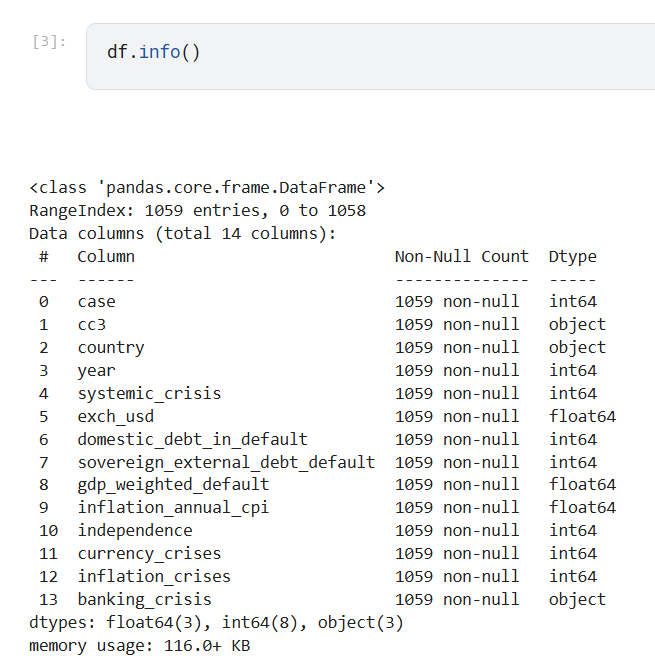 [3]:
df.info()
<class 'pandas.core.frame.DataFrame'>
RangeIndex: 1059 entries, 0 to 1058
Data columns (total 14 columns):
 #   Column                          Non-Null Count  Dtype
---  ------                          --------------  -----
 0   case                            1059 non-null   int64
 1   cc3                             1059 non-null   object
 2   country                         1059 non-null   object
 3   year                            1059 non-null   int64
 4   systemic_crisis                 1059 non-null   int64
 5   exch_usd                        1059 non-null   float64
 6   domestic_debt_in_default        1059 non-null   int64
 7   sovereign_external_debt_default  1059 non-null   int64
 8   gdp_weighted_default            1059 non-null   float64
 9   inflation_annual_cpi            1059 non-null   float64
 10  independence                    1059 non-null   int64
 11  currency_crises                 1059 non-null   int64
 12  inflation_crises                1059 non-null   int64
 13  banking_crisis                  1059 non-null   object
dtypes: float64(3), int64(8), object(3)
memory usage: 116.0+ KB